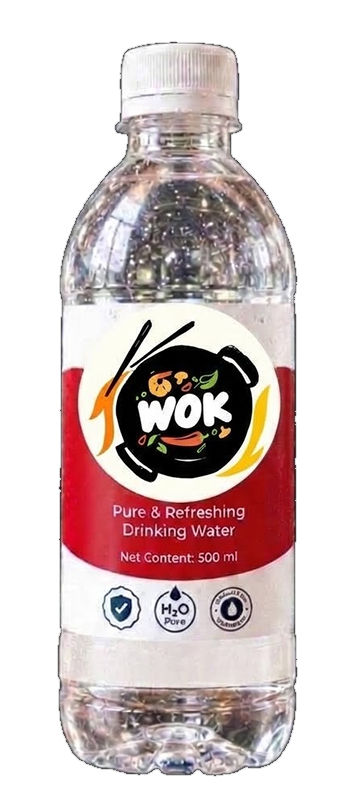 WOK
Pure & Refreshing
Drinking Water
Net Content: 500 ml
H₂O
Pure